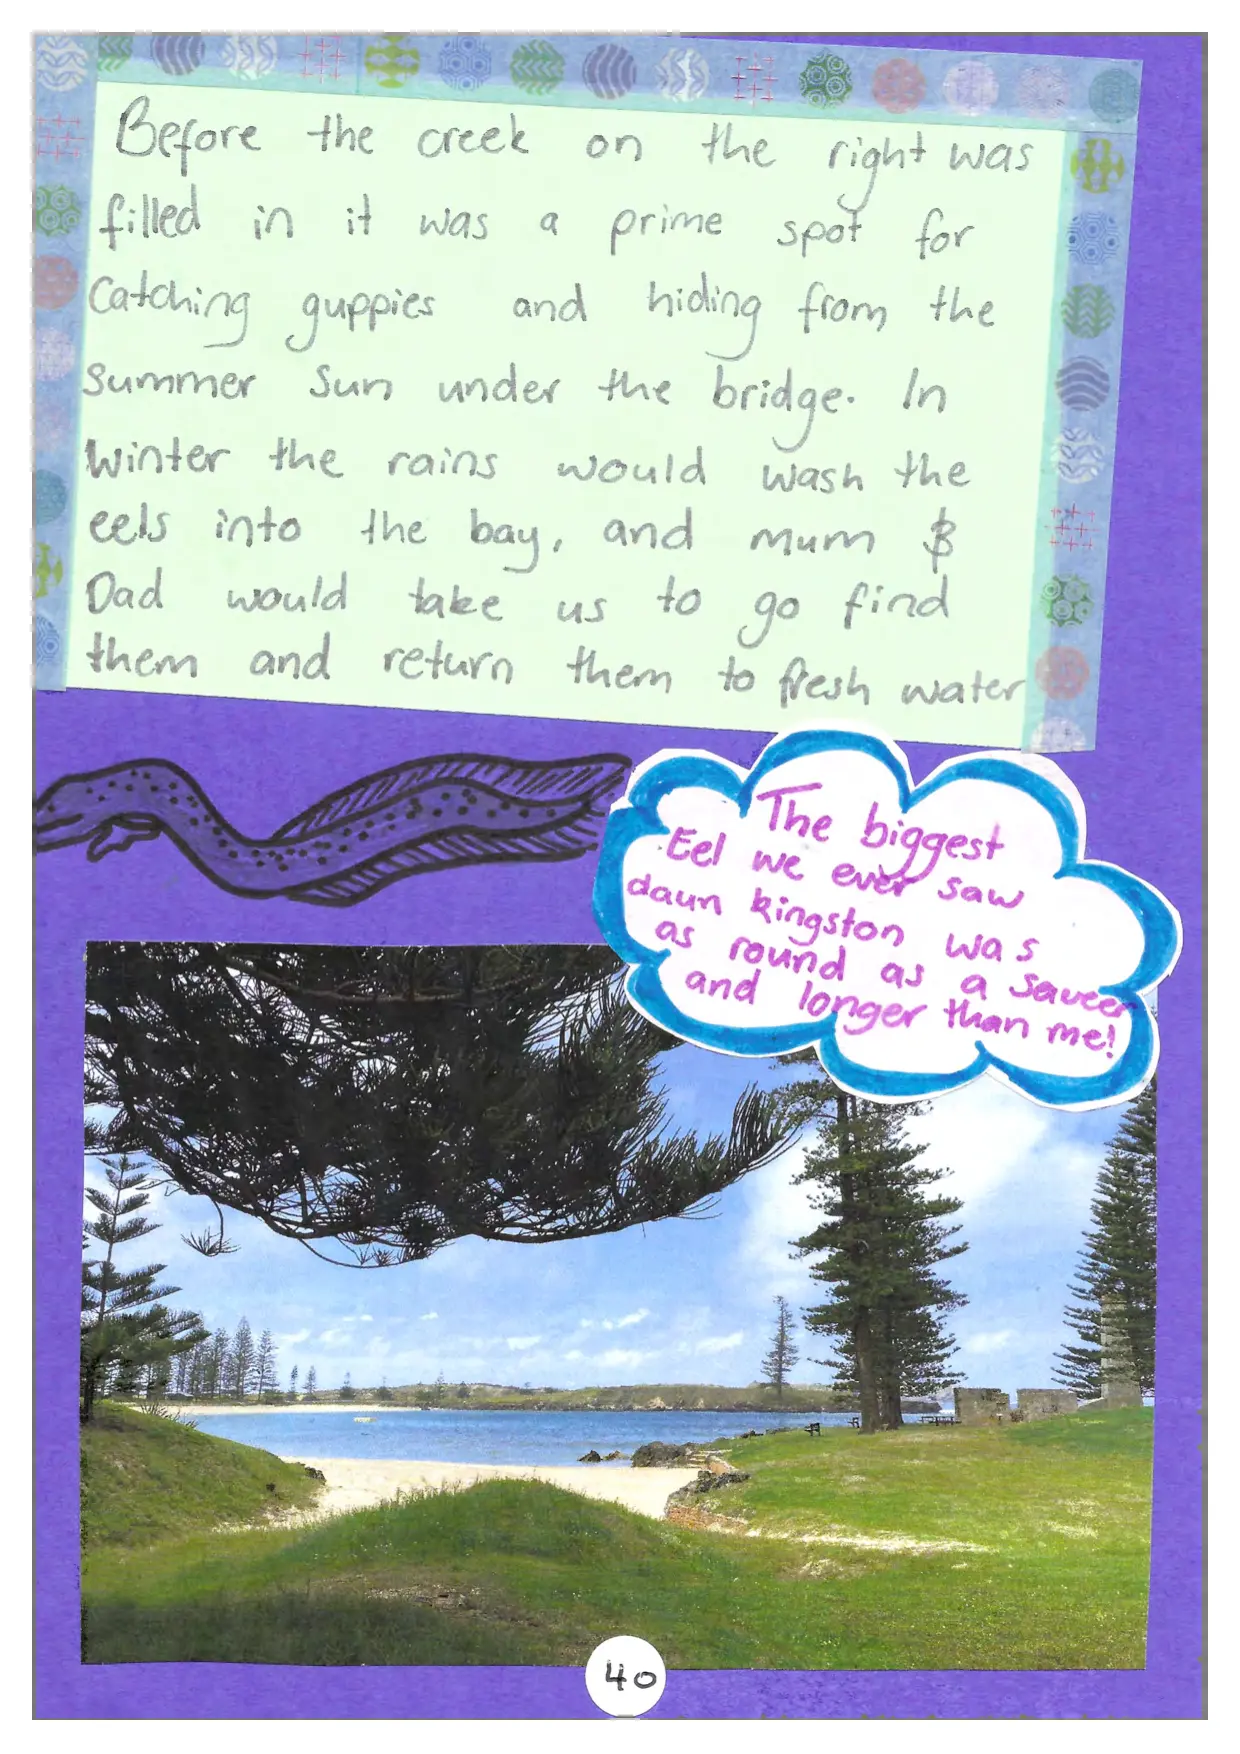 Before the creek on the right was
filled in it was a prime spot for
Catching guppies and hiding from the
Summer Sun under the bridge. In
Winter the rains would wash the
eels into the bay, and mum &
Dad would take us to go find
them and return them to fresh water
The biggest
Eel we ever saw
daun kingston was
as round as a saucer
and longer than me!
40